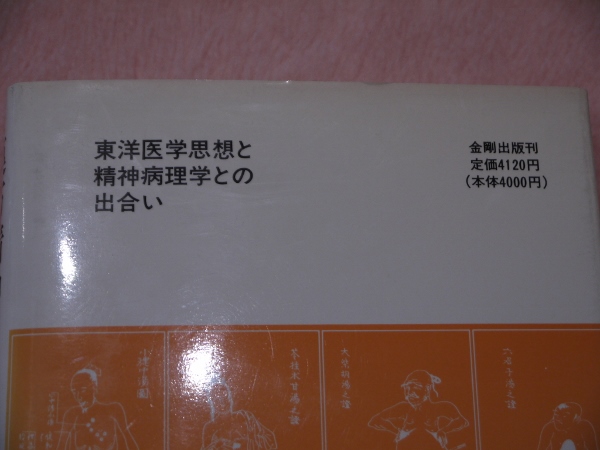 東洋医学思想と
精神病理学との
出合い
金剛出版刊
定価4120円
(本体4000円)